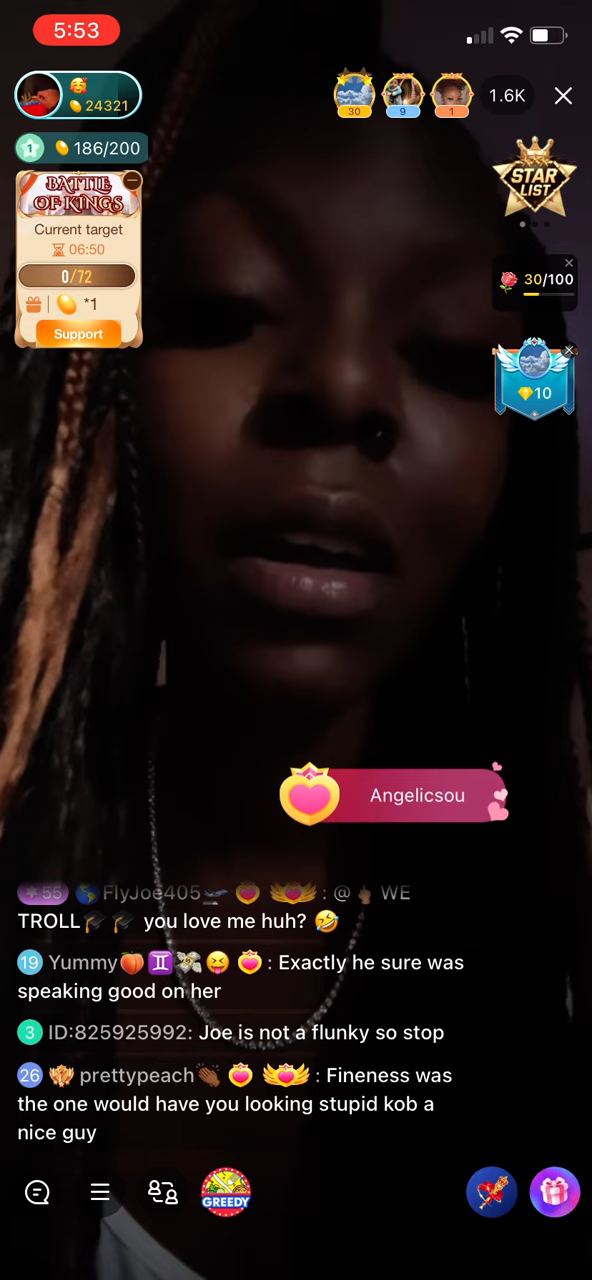 5:53
🥰
24321
30
9
1
1.6K
1
186/200
STAR
LIST
BATTLE
OF KINGS
Current target
06:50
0/72
*1
Support
30/100
10
Angelicsou
55 🌎 FlyJoe405🛫 : @🖕🏾 WE
TROLL🎓🎓 you love me huh? 🤣
19 Yummy🍑♊💸😝 : Exactly he sure was
speaking good on her
3 ID:825925992: Joe is not a flunky so stop
26 prettypeach👏🏾 : Fineness was
the one would have you looking stupid kob a
nice guy
GREEDY